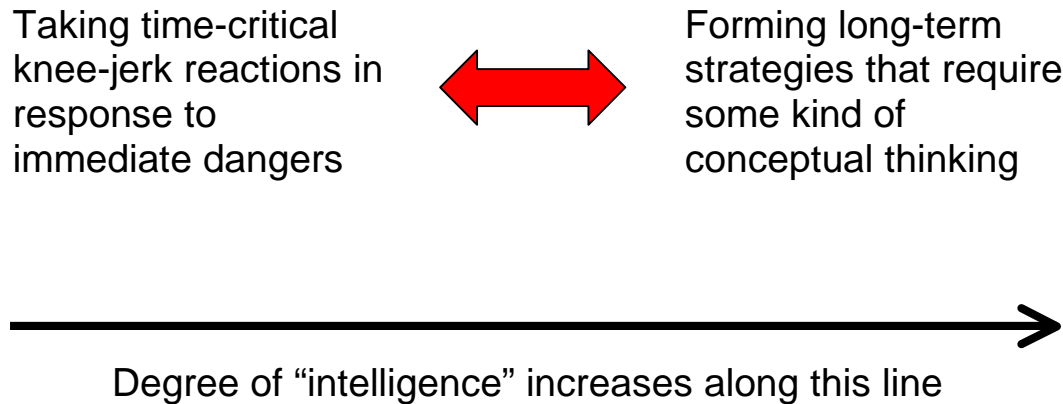 Taking time-critical
knee-jerk reactions in
response to
immediate dangers
Forming long-term
strategies that require
some kind of
conceptual thinking
Degree of “intelligence” increases along this line